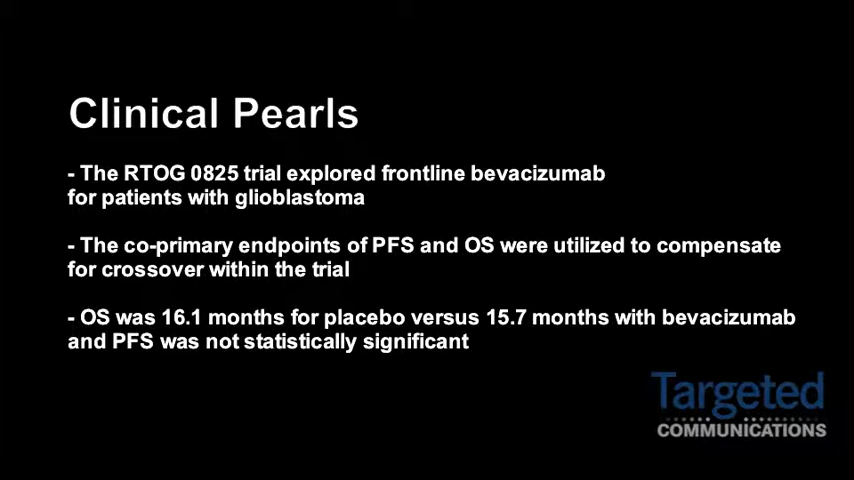 Clinical Pearls
- The RTOG 0825 trial explored frontline bevacizumab
for patients with glioblastoma
- The co-primary endpoints of PFS and OS were utilized to compensate
for crossover within the trial
- OS was 16.1 months for placebo versus 15.7 months with bevacizumab
and PFS was not statistically significant
Targeted
COMMUNICATIONS